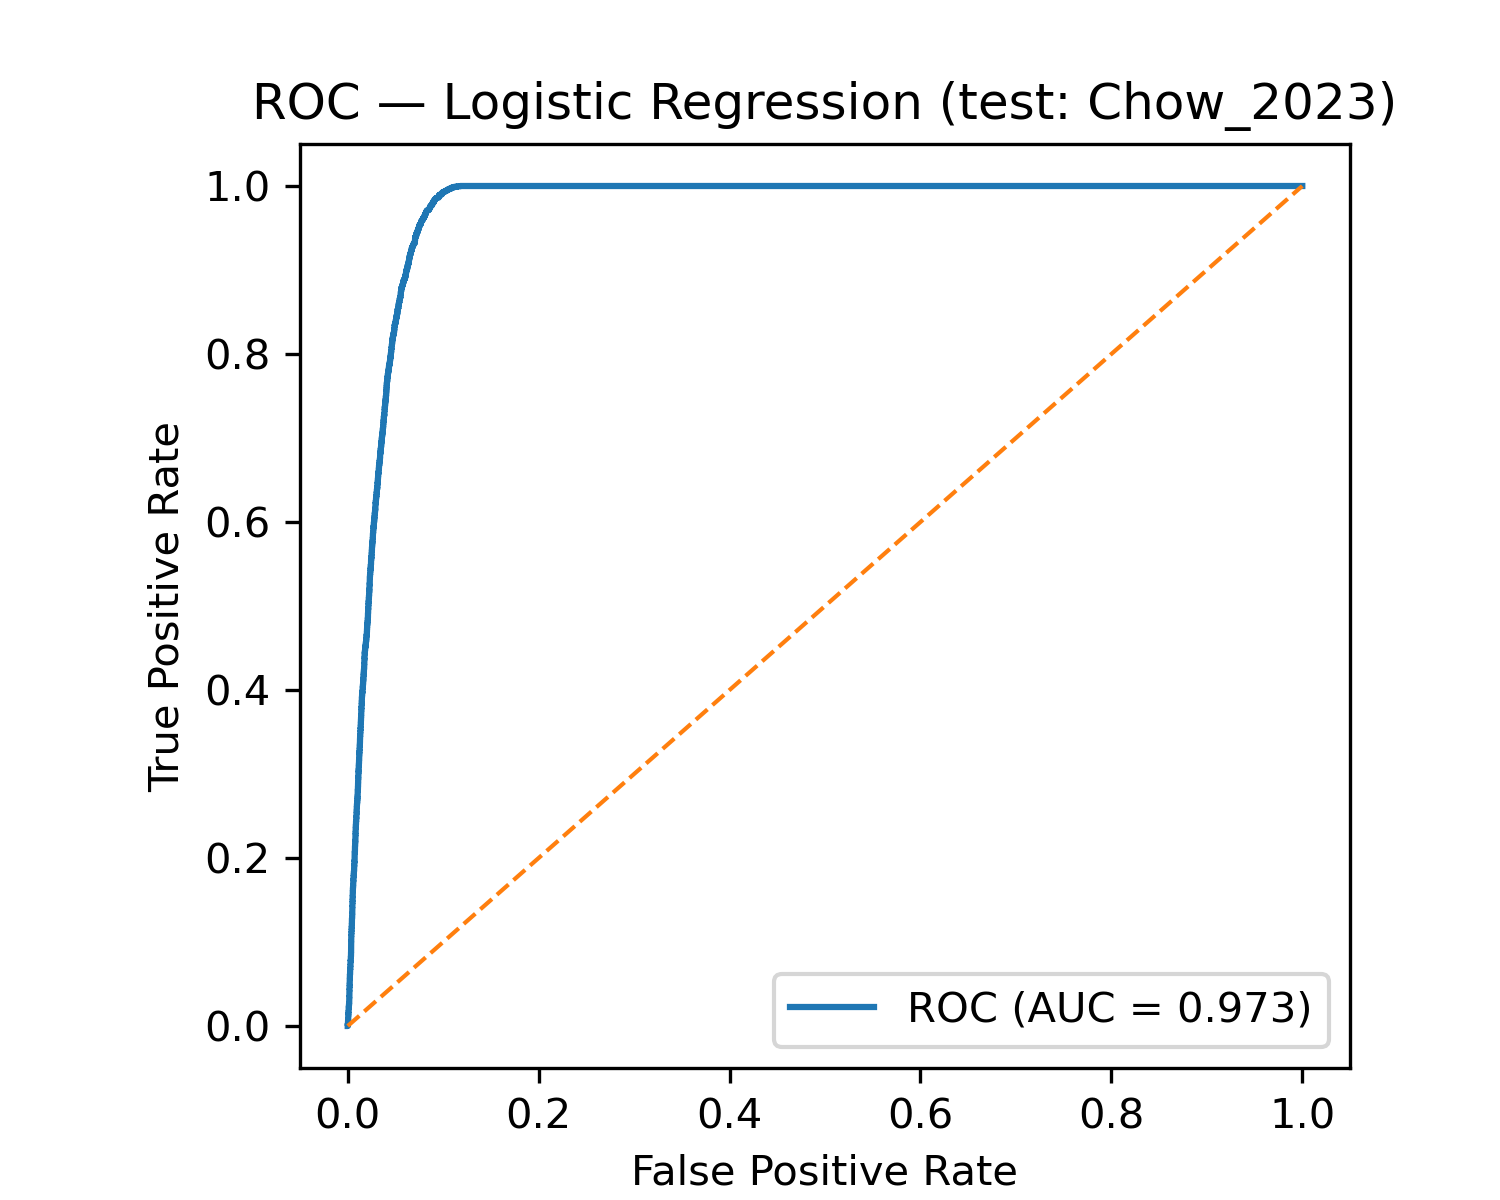 ROC — Logistic Regression (test: Chow_2023)
True Positive Rate
1.0
0.8
0.6
0.4
0.2
0.0
ROC (AUC = 0.973)
0.0 0.2 0.4 0.6 0.8 1.0
False Positive Rate